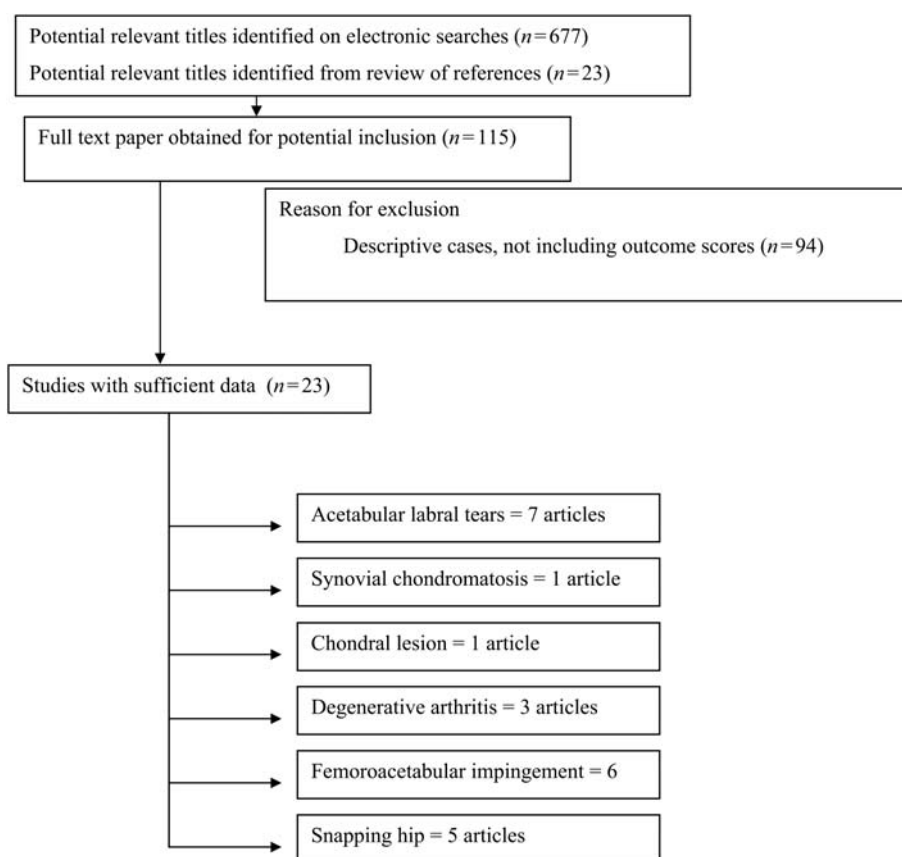 Potential relevant titles identified on electronic searches (n=677)
Potential relevant titles identified from review of references (n=23)
Full text paper obtained for potential inclusion (n=115)
Reason for exclusion
Descriptive cases, not including outcome scores (n=94)
Studies with sufficient data (n=23)
Acetabular labral tears = 7 articles
Synovial chondromatosis = 1 article
Chondral lesion = 1 article
Degenerative arthritis = 3 articles
Femoroacetabular impingement = 6
Snapping hip = 5 articles